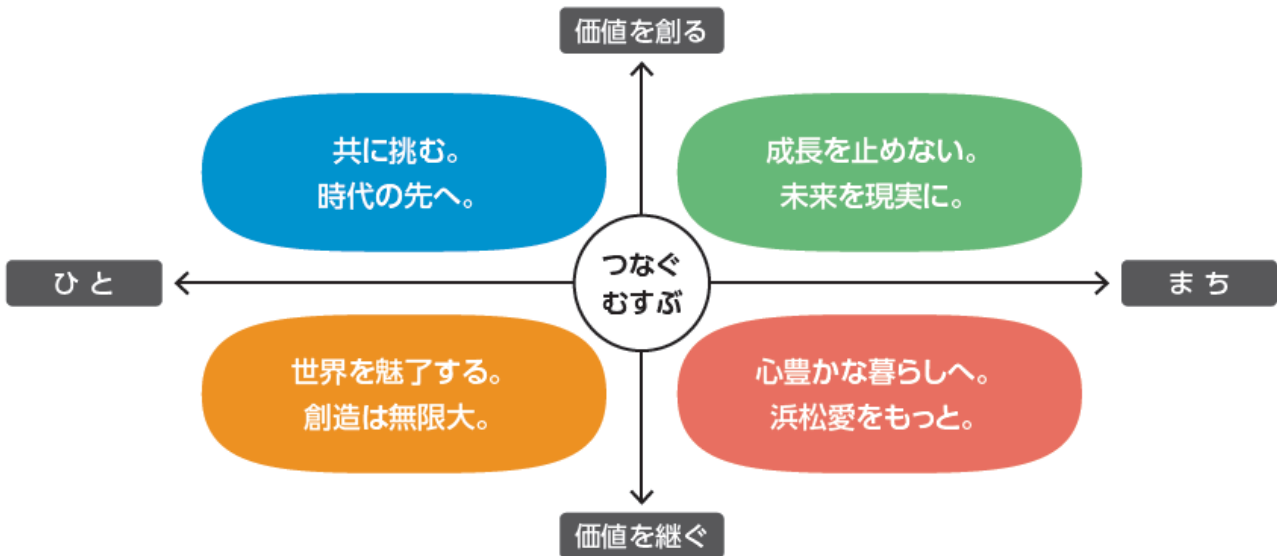 価値を創る
共に挑む。
時代の先へ。
成長を止めない。
未来を現実に。
ひと
つなぐ
むすぶ
まち
世界を魅了する。
創造は無限大。
心豊かな暮らしへ。
浜松愛をもっと。
価値を継ぐ